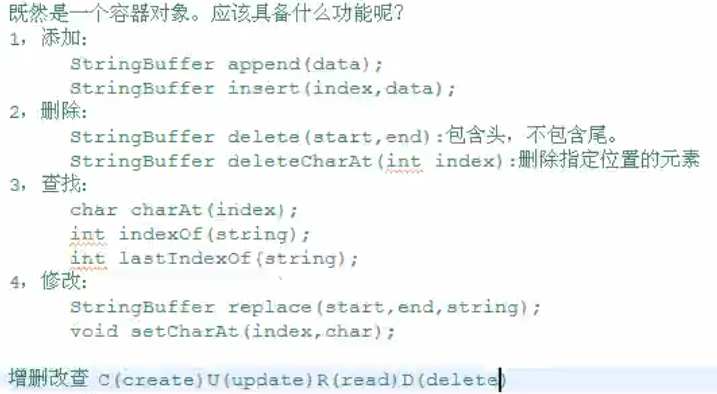 既然是一个容器对象。应该具备什么功能呢?
1, 添加:
StringBuffer append(data);
StringBuffer insert(index,data);
2, 删除:
StringBuffer delete(start,end):包含头, 不包含尾。
StringBuffer deleteCharAt(int index):删除指定位置的元素
3, 查找:
char charAt(index);
int indexOf(string);
int lastIndexOf(string);
4, 修改:
StringBuffer replace(start,end,string);
void setCharAt(index,char);
增删改查 C(create)U(update)R(read)D(delete)